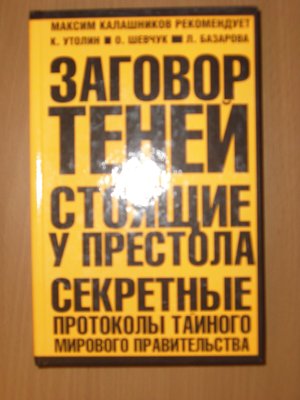 МАКСИМ КАЛАШНИКОВ РЕКОМЕНДУЕТ
К. УТОЛИН ■ О. ШЕВЧУК ■ Л. БАЗАРОВА
ЗАГОВОР
ТЕНЕЙ
СТОЯЩИЕ
У ПРЕСТОЛА
СЕКРЕТНЫЕ
ПРОТОКОЛЫ ТАЙНОГО
МИРОВОГО ПРАВИТЕЛЬСТВА